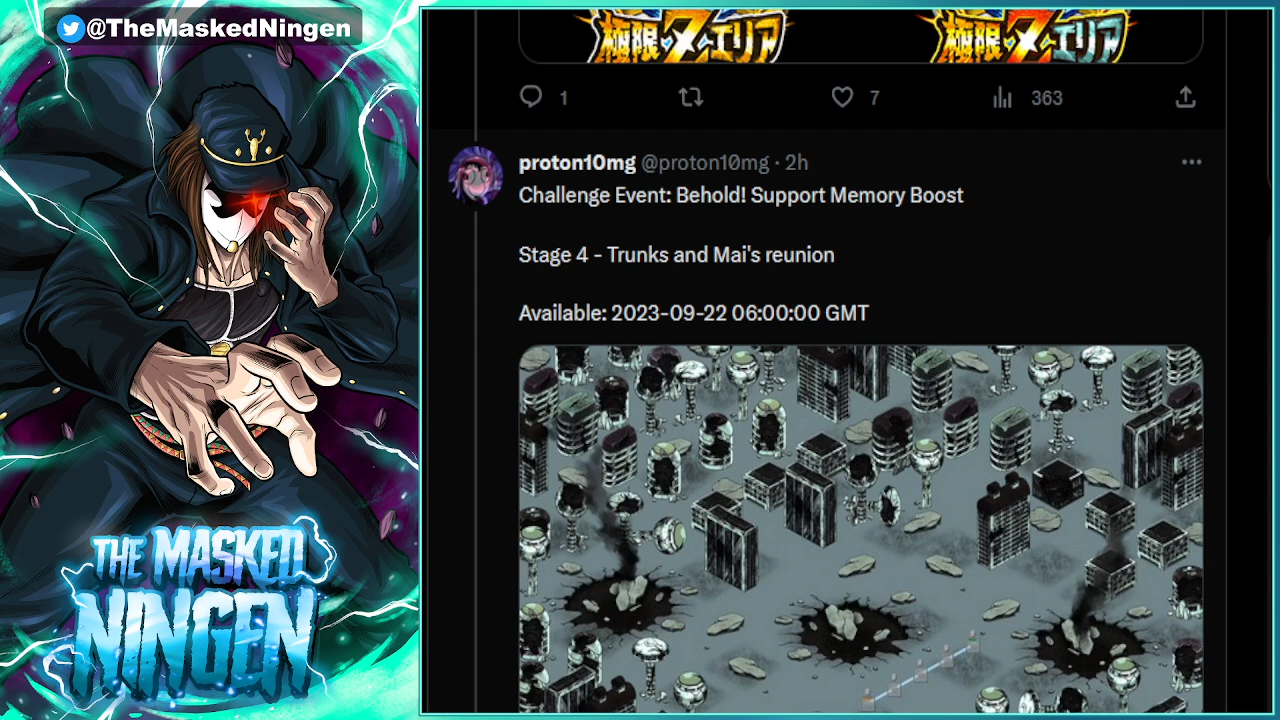 @TheMaskedNingen
極限・Z・エリア 極限・Z・エリア
1 7 363
proton10mg @proton10mg · 2h
Challenge Event: Behold! Support Memory Boost
Stage 4 - Trunks and Mai's reunion
Available: 2023-09-22 06:00:00 GMT
THE MASKED
NINGEN